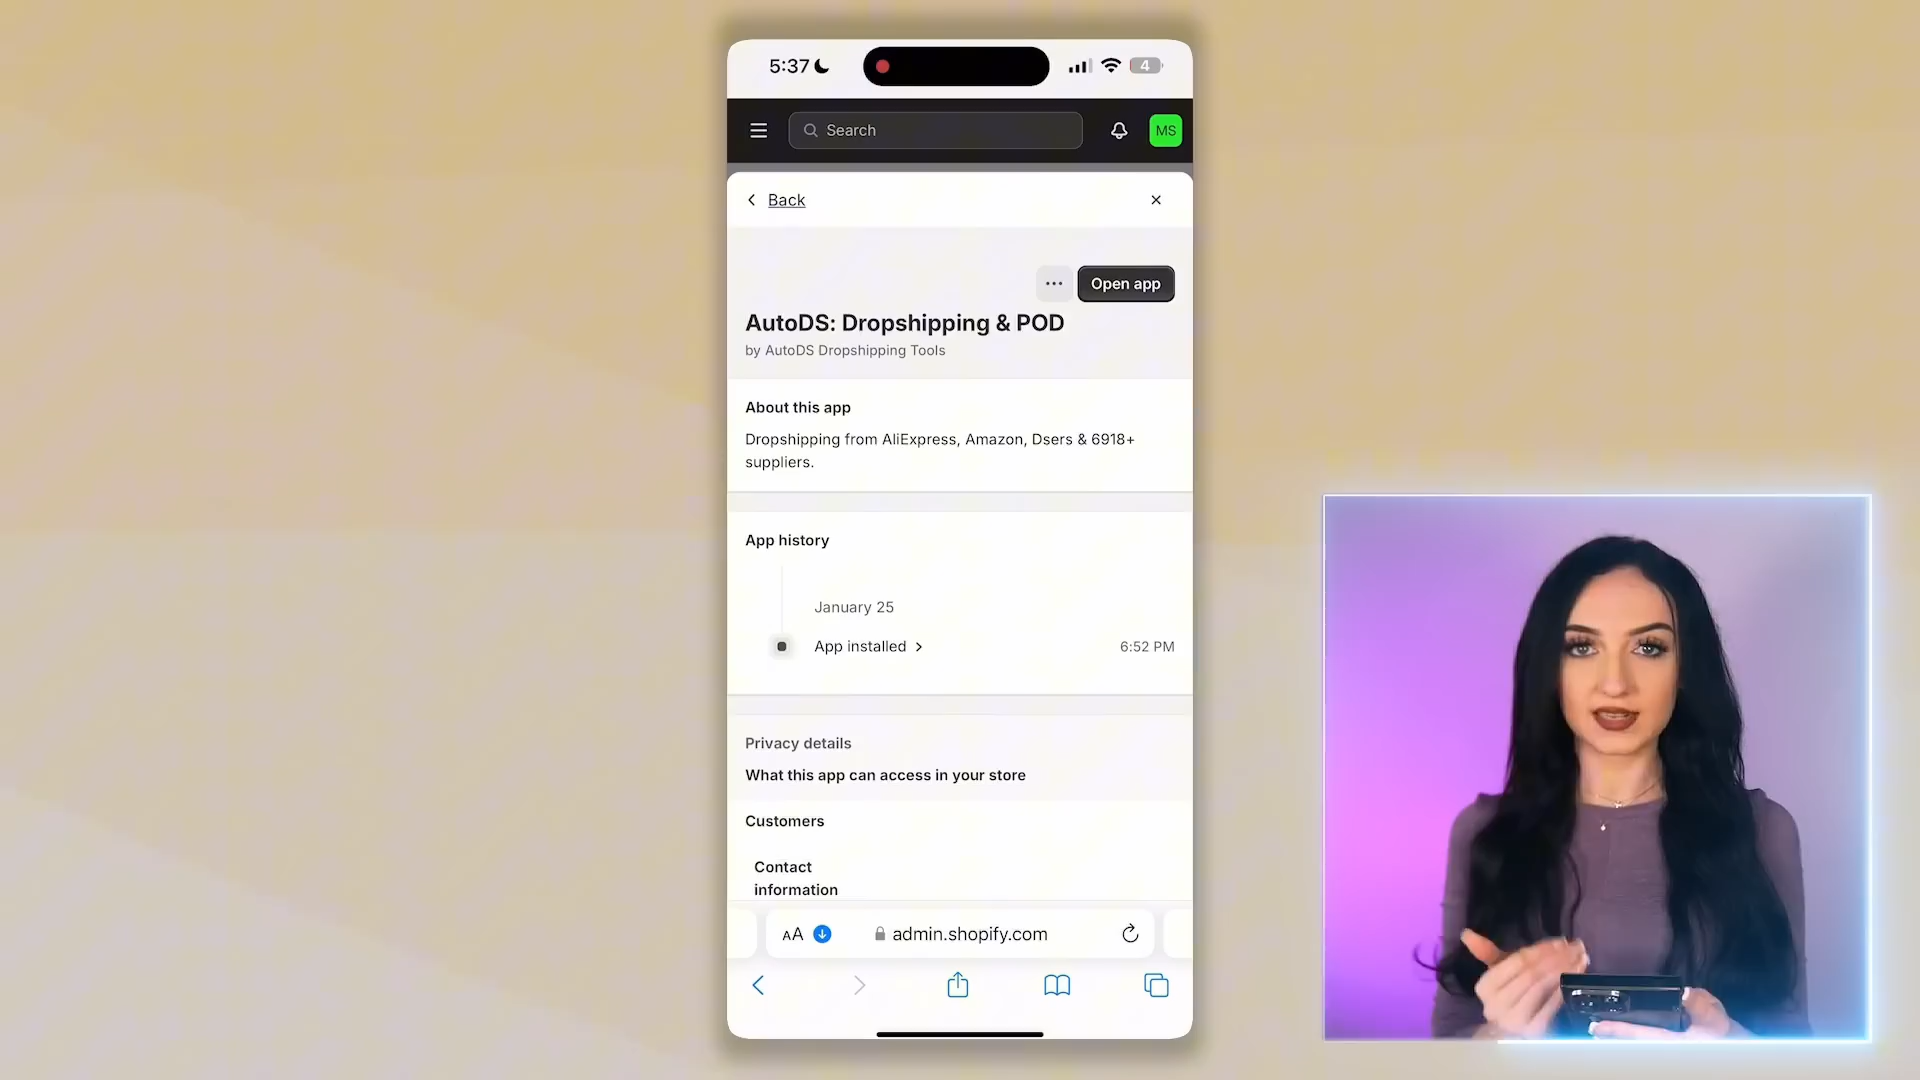 5:37
4
Search
MS
Back
Open app
AutoDS: Dropshipping & POD
by AutoDS Dropshipping Tools
About this app
Dropshipping from AliExpress, Amazon, Dsers & 6918+
suppliers.
App history
January 25
App installed
6:52 PM
Privacy details
What this app can access in your store
Customers
Contact
information
AA
admin.shopify.com